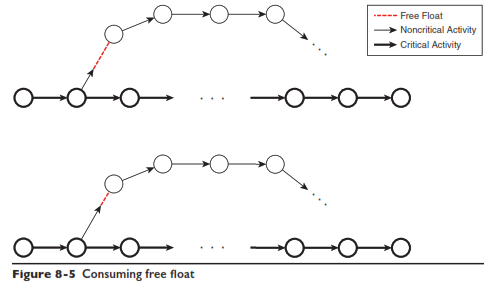 Free Float
Noncritical Activity
Critical Activity
. . .
. . .
. . .
. . .
Figure 8-5 Consuming free float